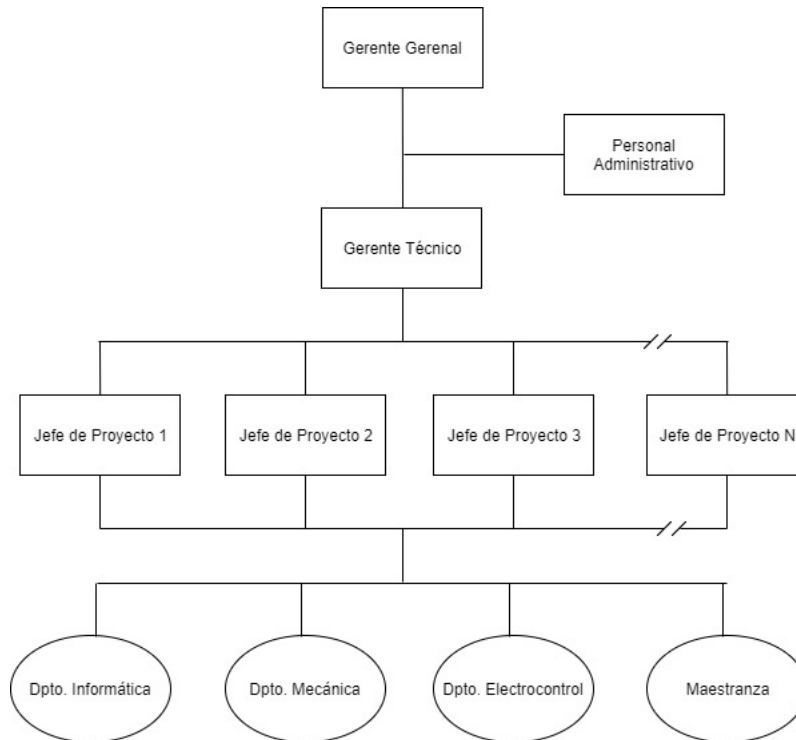 Gerente Gerenal
Personal
Administrativo
Gerente Técnico
Jefe de Proyecto 1
Jefe de Proyecto 2
Jefe de Proyecto 3
Jefe de Proyecto N
Dpto. Informática
Dpto. Mecánica
Dpto. Electrocontrol
Maestranza